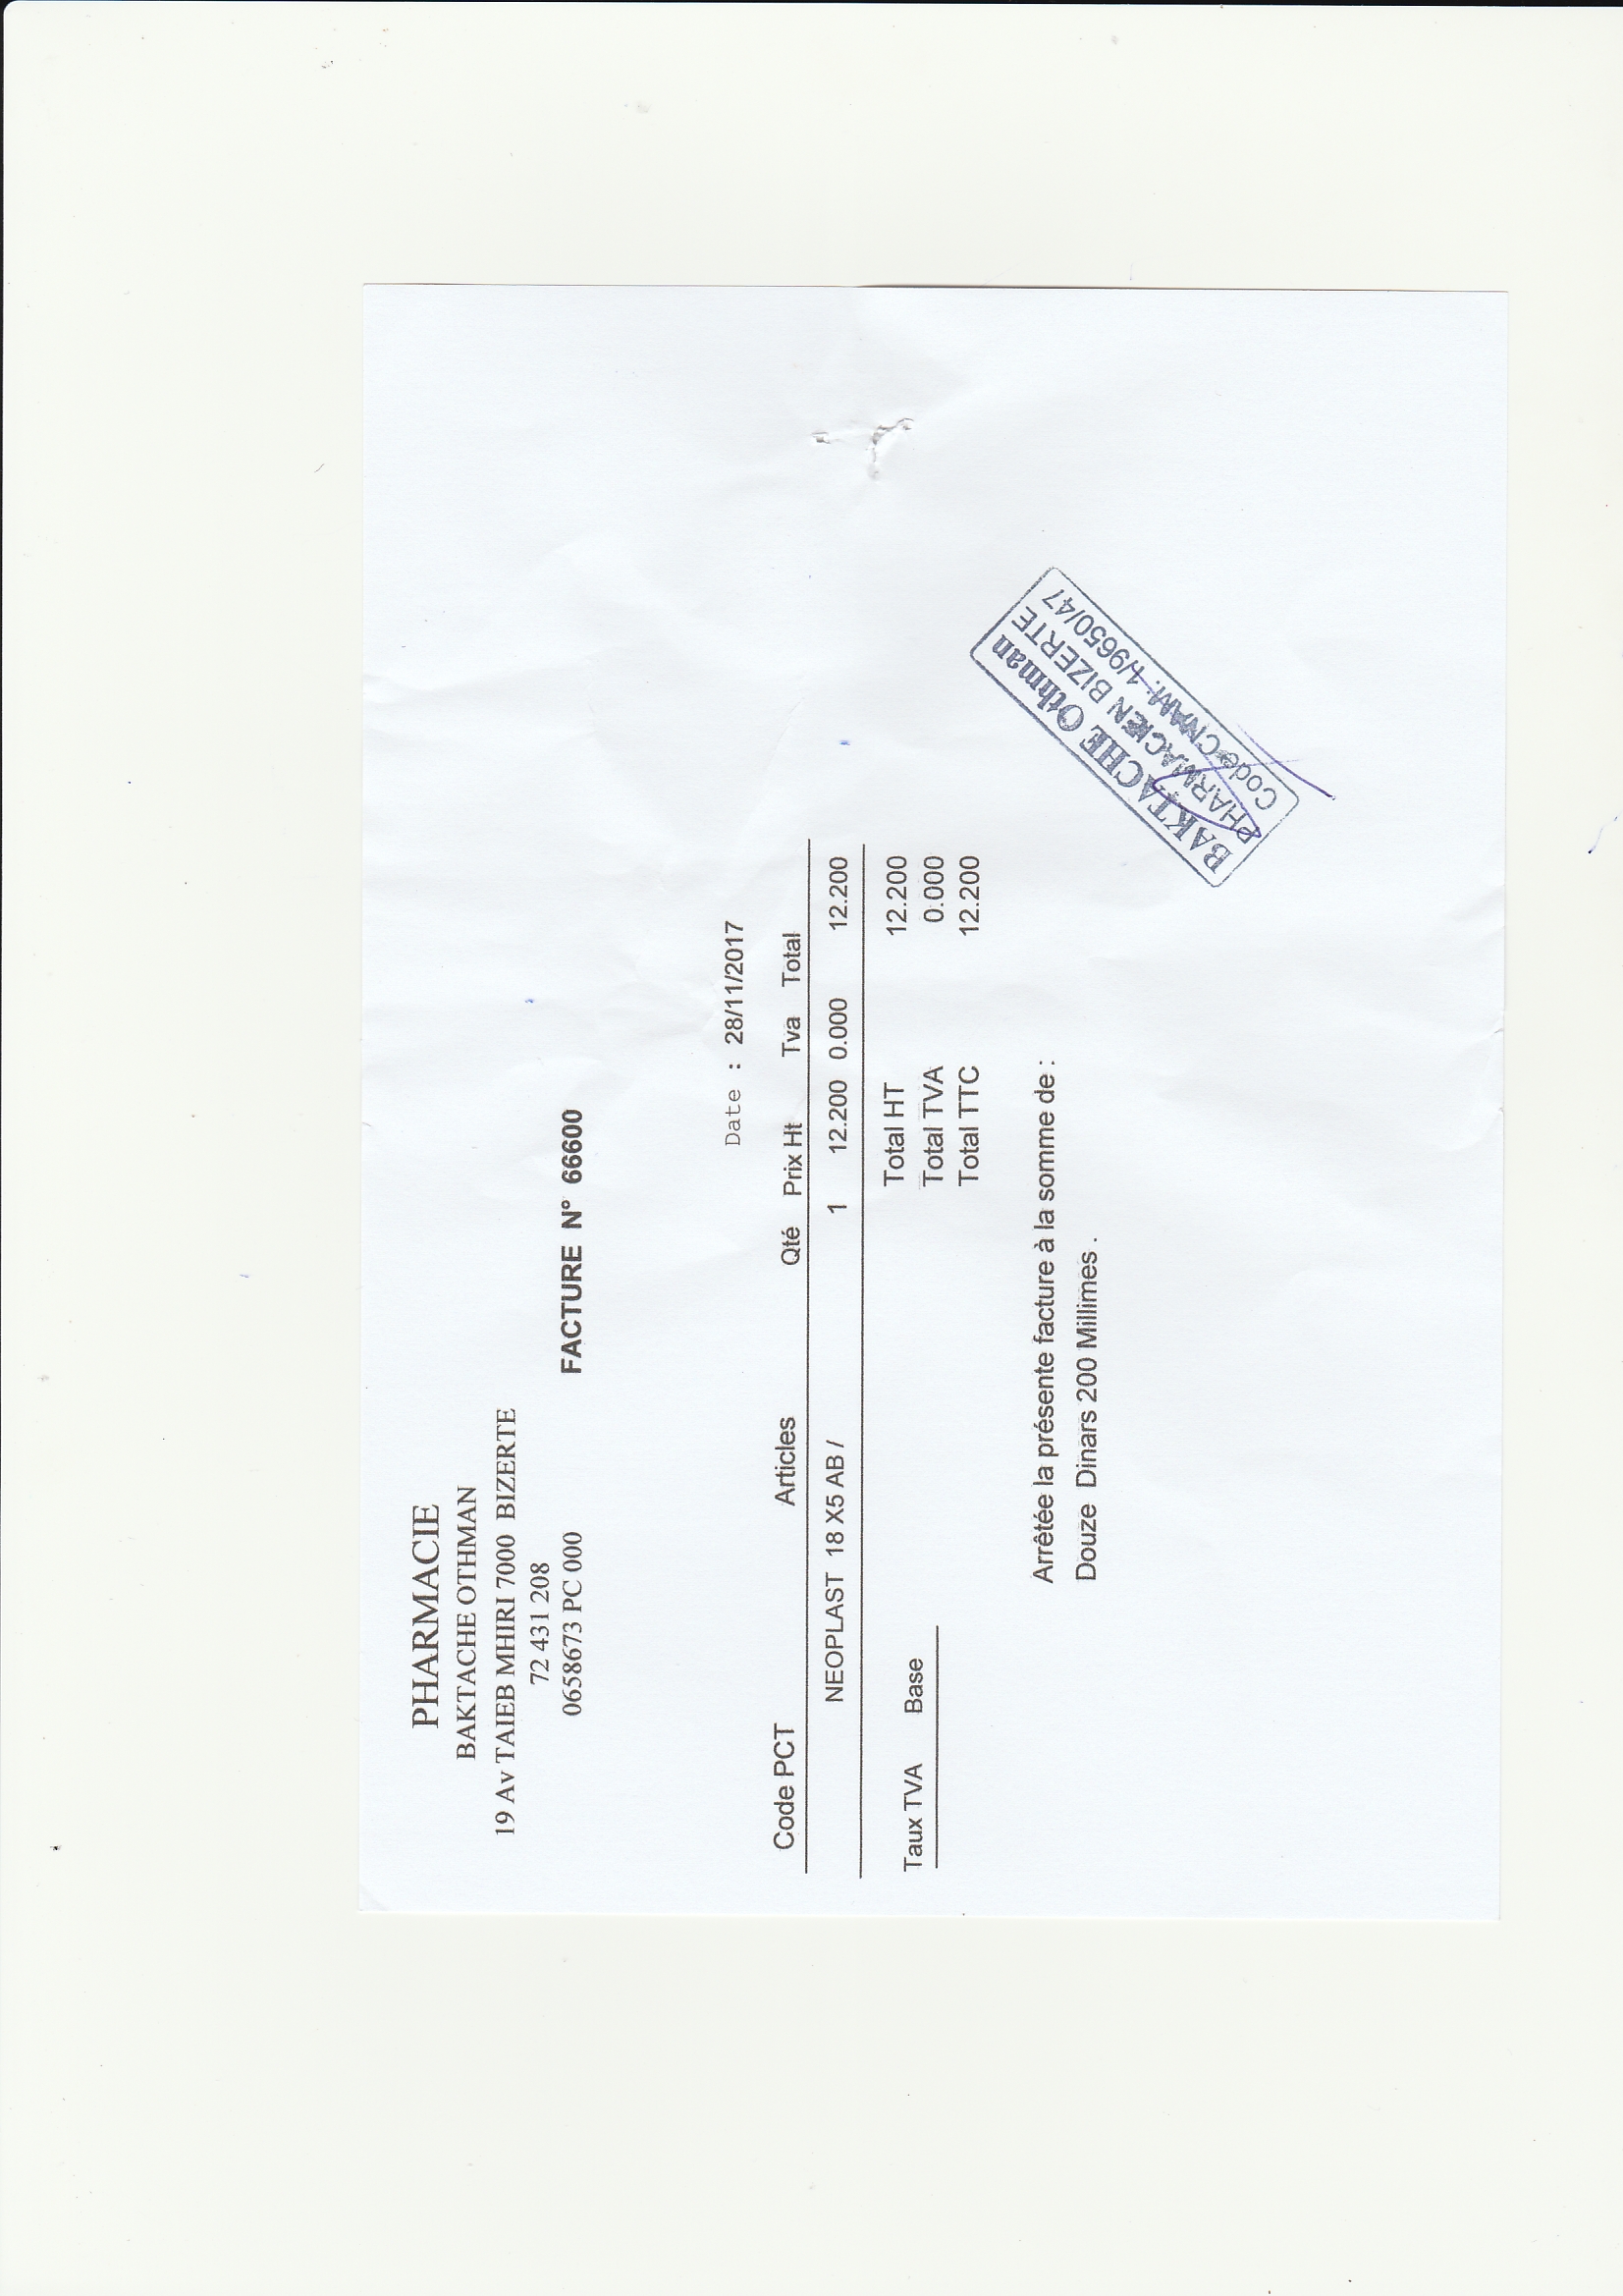 PHARMACIE
BAKTACHE OTHMAN
19 Av TAIEB MHIRI 7000 BIZERTE
72 431 208
0658673 PC 000
FACTURE N° 66600
Date : 28/11/2017
Code PCT Articles Qté Prix Ht Tva Total
NEOPLAST 18 X5 AB / 1 12.200 0.000 12.200
Taux TVA Base
Total HT 12.200
Total TVA 0.000
Total TTC 12.200
Arrêtée la présente facture à la somme de :
Douze Dinars 200 Millimes .
BAKTACHE Othman
PHARMACIEN BIZERTE
Code CNAM. 1/9650/47